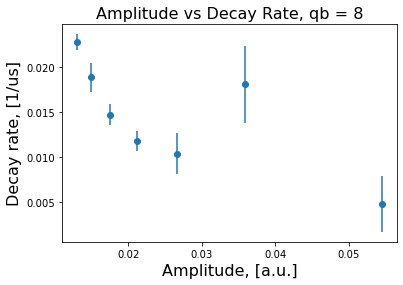 Amplitude vs Decay Rate, qb = 8
Decay rate, [1/us]
0.020
0.015
0.010
0.005
0.02 0.03 0.04 0.05
Amplitude, [a.u.]